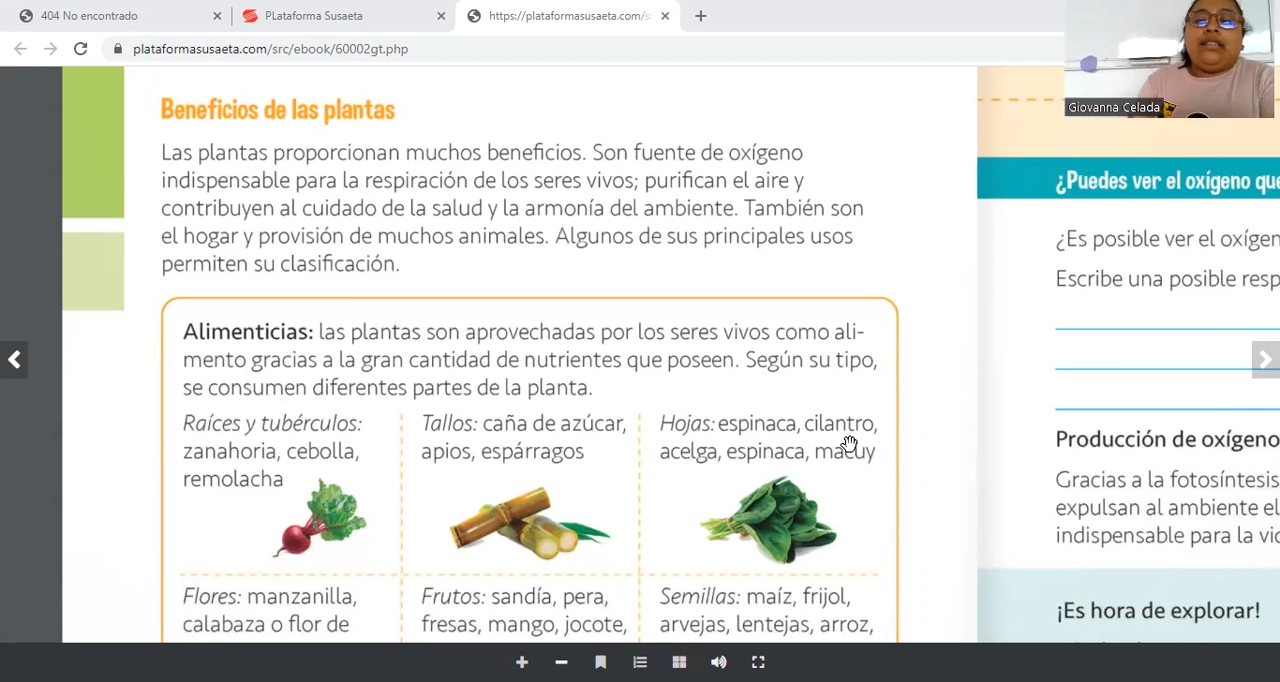 404 No encontrado
PLataforma Susaeta
https://plataformasusaeta.com/s
plataformasusaeta.com/src/ebook/60002gt.php
Giovanna Celada
Beneficios de las plantas
Las plantas proporcionan muchos beneficios. Son fuente de oxígeno
indispensable para la respiración de los seres vivos; purifican el aire y
contribuyen al cuidado de la salud y la armonía del ambiente. También son
el hogar y provisión de muchos animales. Algunos de sus principales usos
permiten su clasificación.
Alimenticias: las plantas son aprovechadas por los seres vivos como ali-
mento gracias a la gran cantidad de nutrientes que poseen. Según su tipo,
se consumen diferentes partes de la planta.
Raíces y tubérculos:
zanahoria, cebolla,
remolacha
Tallos: caña de azúcar,
apios, espárragos
Hojas: espinaca, cilantro,
acelga, espinaca, macuy
Flores: manzanilla,
calabaza o flor de
Frutos: sandía, pera,
fresas, mango, jocote,
Semillas: maíz, frijol,
arvejas, lentejas, arroz,
¿Puedes ver el oxígeno que
¿Es posible ver el oxígen
Escribe una posible resp
Producción de oxígeno
Gracias a la fotosíntesis
expulsan al ambiente el
indispensable para la vid
¡Es hora de explorar!